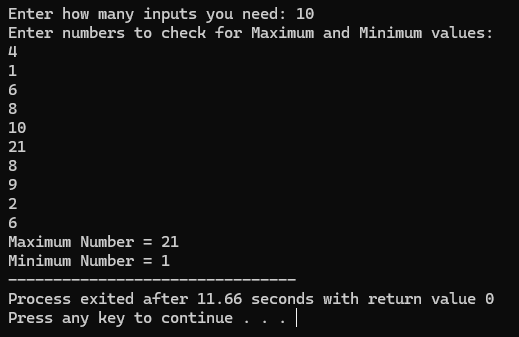 Enter how many inputs you need: 10
Enter numbers to check for Maximum and Minimum values:
4
1
6
8
10
21
8
9
2
6
Maximum Number = 21
Minimum Number = 1
--------------------------------
Process exited after 11.66 seconds with return value 0
Press any key to continue . . .